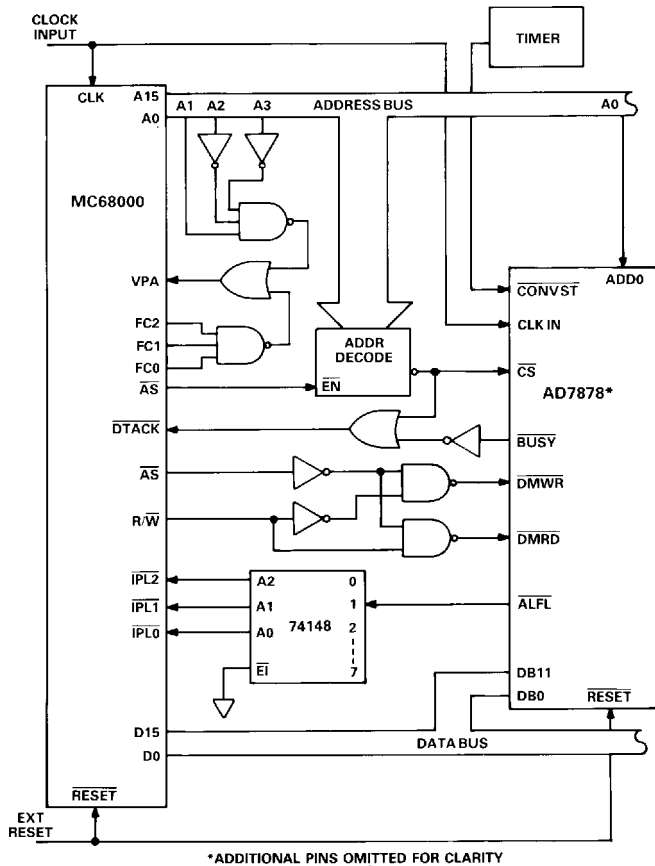 CLOCK
INPUT
TIMER
CLK
A15
A0
A1
A2
A3
ADDRESS BUS
A0
MC68000
ADD0
VPA
CONVST
CLK IN
FC2
FC1
FC0
ADDR
DECODE
EN
CS
AD7878*
AS
DTACK
BUSY
AS
DMWR
R/W
DMRD
IPL2
IPL1
IPL0
A2
A1
A0
EI
74148
0
1
2
7
ALFL
DB11
DB0
RESET
D15
D0
DATA BUS
RESET
EXT
RESET
*ADDITIONAL PINS OMITTED FOR CLARITY